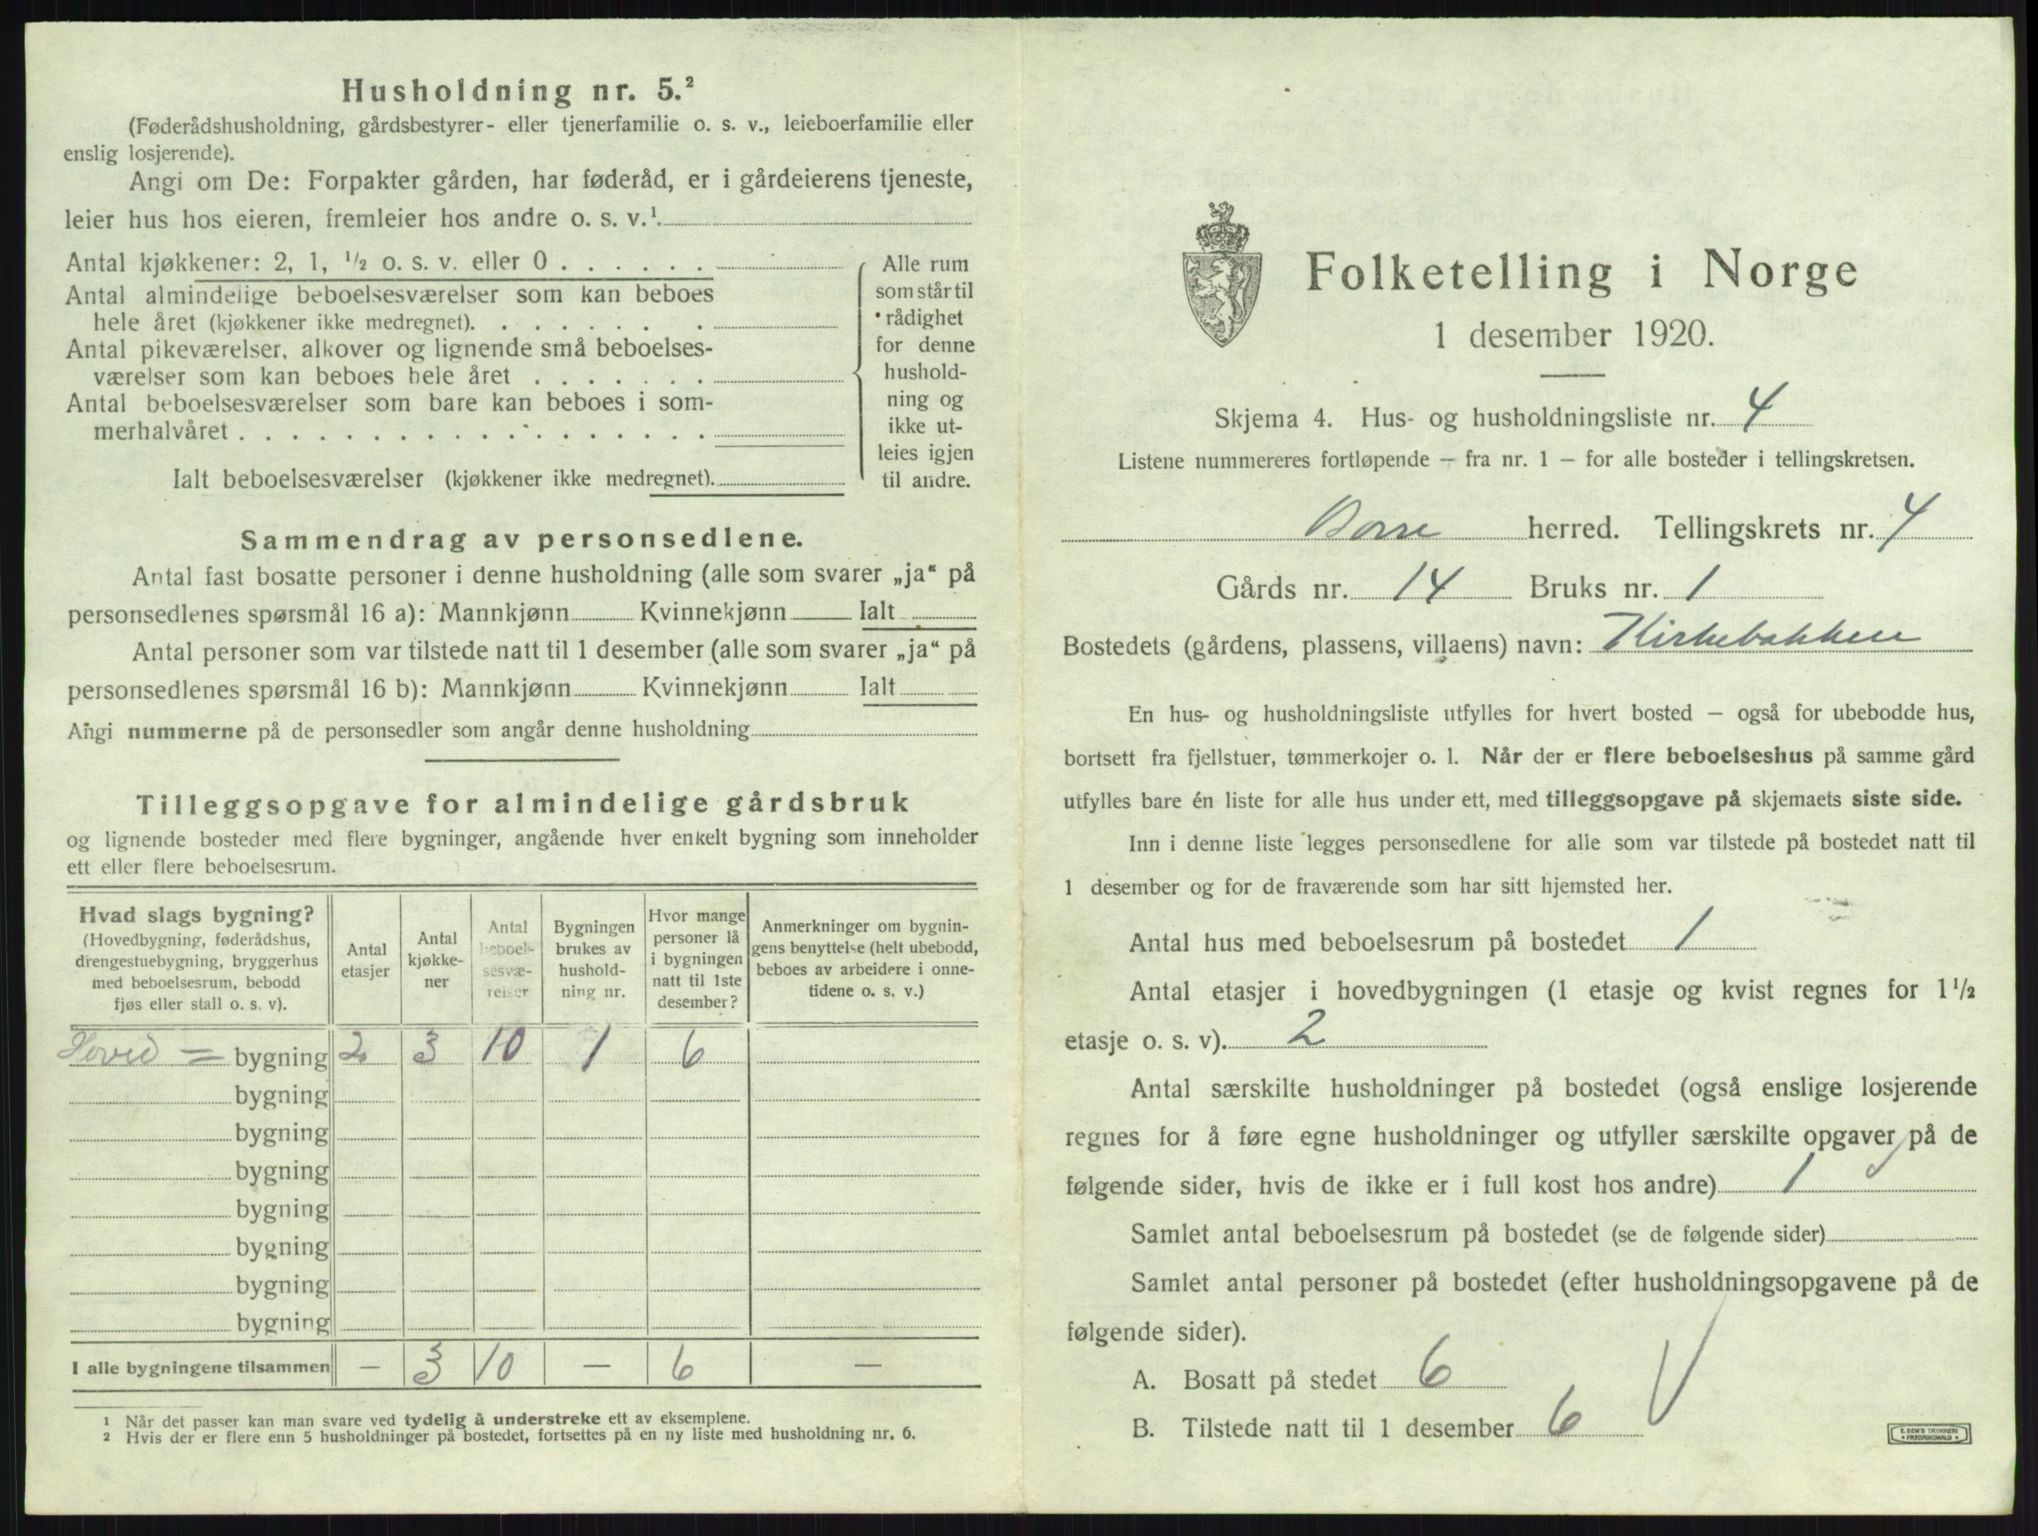 Husholdning nr. 5.²
(Føderådshusholdning, gårdsbestyrer- eller tjenerfamilie o. s. v., leieboerfamilie eller
enslig losjerende).
Angi om De: Forpakter gården, har føderåd, er i gårdeierens tjeneste,
leier hus hos eieren, fremleier hos andre o. s. v.¹
Antal kjøkkener: 2, 1, ½ o. s. v. eller 0
Antal almindelige beboelsesværelser som kan beboes
hele året (kjøkkener ikke medregnet).
Antal pikeværelser, alkover og lignende små beboelses-
værelser som kan beboes hele året
Antal beboelsesværelser som bare kan beboes i som-
merhalvåret
Ialt beboelsesværelser (kjøkkener ikke medregnet).
Alle rum
som står til
rådighet
for denne
hushold-
ning og
ikke ut-
leies igjen
til andre.
Sammendrag av personsedlene.
Antal fast bosatte personer i denne husholdning (alle som svarer „ja“ på
personsedlenes spørsmål 16 a): Mannkjønn Kvinnekjønn Ialt
Antal personer som var tilstede natt til 1 desember (alle som svarer „ja“ på
personsedlenes spørsmål 16 b): Mannkjønn Kvinnekjønn Ialt
Angi nummerne på de personsedler som angår denne husholdning
Tilleggsopgave for almindelige gårdsbruk
og lignende bosteder med flere bygninger, angående hver enkelt bygning som inneholder
ett eller flere beboelsesrum.
Hvad slags bygning?
(Hovedbygning, føderådshus,
drengestuebygning, bryggerhus
med beboelsesrum, bebodd
fjøs eller stall o. s. v).
Antal
etasjer
Antal
kjøkke-
ner
Antal
beboel-
sesvæ-
relser
Bygningen
brukes av
hushold-
ning nr.
Hvor mange
personer lå
i bygningen
natt til 1ste
desember?
Anmerkninger om bygnin-
gens benyttelse (helt ubebodd,
beboes av arbeidere i onne-
tidene o. s. v.)
Hoved = bygning 2 3 10 1 6
bygning
bygning
bygning
bygning
bygning
bygning
bygning
I alle bygningene tilsammen — 3 10 — 6 —
1 Når det passer kan man svare ved tydelig å understreke ett av eksemplene.
2 Hvis der er flere enn 5 husholdninger på bostedet, fortsettes på en ny liste med husholdning nr. 6.
Folketelling i Norge
1 desember 1920.
Skjema 4. Hus- og husholdningsliste nr. 4
Listene nummereres fortløpende – fra nr. 1 – for alle bosteder i tellingskretsen.
Borre herred. Tellingskrets nr. 4
Gårds nr. 14 Bruks nr. 1
Bostedets (gårdens, plassens, villaens) navn: Kirkebakken
En hus- og husholdningsliste utfylles for hvert bosted – også for ubebodde hus,
bortsett fra fjellstuer, tømmerkojer o. l. Når der er flere beboelseshus på samme gård
utfylles bare én liste for alle hus under ett, med tilleggsopgave på skjemaets siste side.
Inn i denne liste legges personsedlene for alle som var tilstede på bostedet natt til
1 desember og for de fraværende som har sitt hjemsted her.
Antal hus med beboelsesrum på bostedet 1
Antal etasjer i hovedbygningen (1 etasje og kvist regnes for 1½
etasje o. s. v). 2
Antal særskilte husholdninger på bostedet (også enslige losjerende
regnes for å føre egne husholdninger og utfyller særskilte opgaver på de
følgende sider, hvis de ikke er i full kost hos andre) 1
Samlet antal beboelsesrum på bostedet (se de følgende sider)
Samlet antal personer på bostedet (efter husholdningsopgavene på de
følgende sider).
A. Bosatt på stedet 6
B. Tilstede natt til 1 desember 6